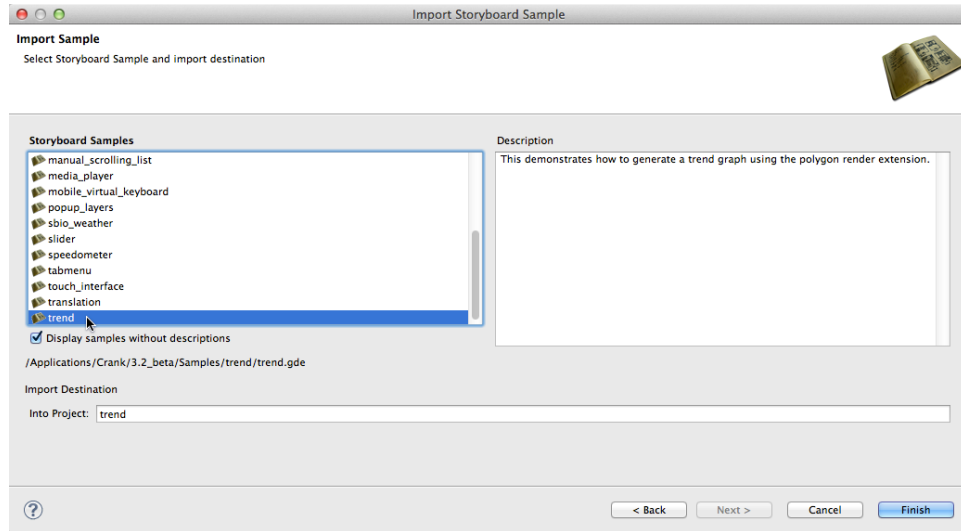 Import Storyboard Sample
Import Sample
Select Storyboard Sample and import destination
Storyboard Samples
manual_scrolling_list
media_player
mobile_virtual_keyboard
popup_layers
sbio_weather
slider
speedometer
tabmenu
touch_interface
translation
trend
Display samples without descriptions
/Applications/Crank/3.2_beta/Samples/trend/trend.gde
Description
This demonstrates how to generate a trend graph using the polygon render extension.
Import Destination
Into Project: trend
? < Back Next > Cancel Finish